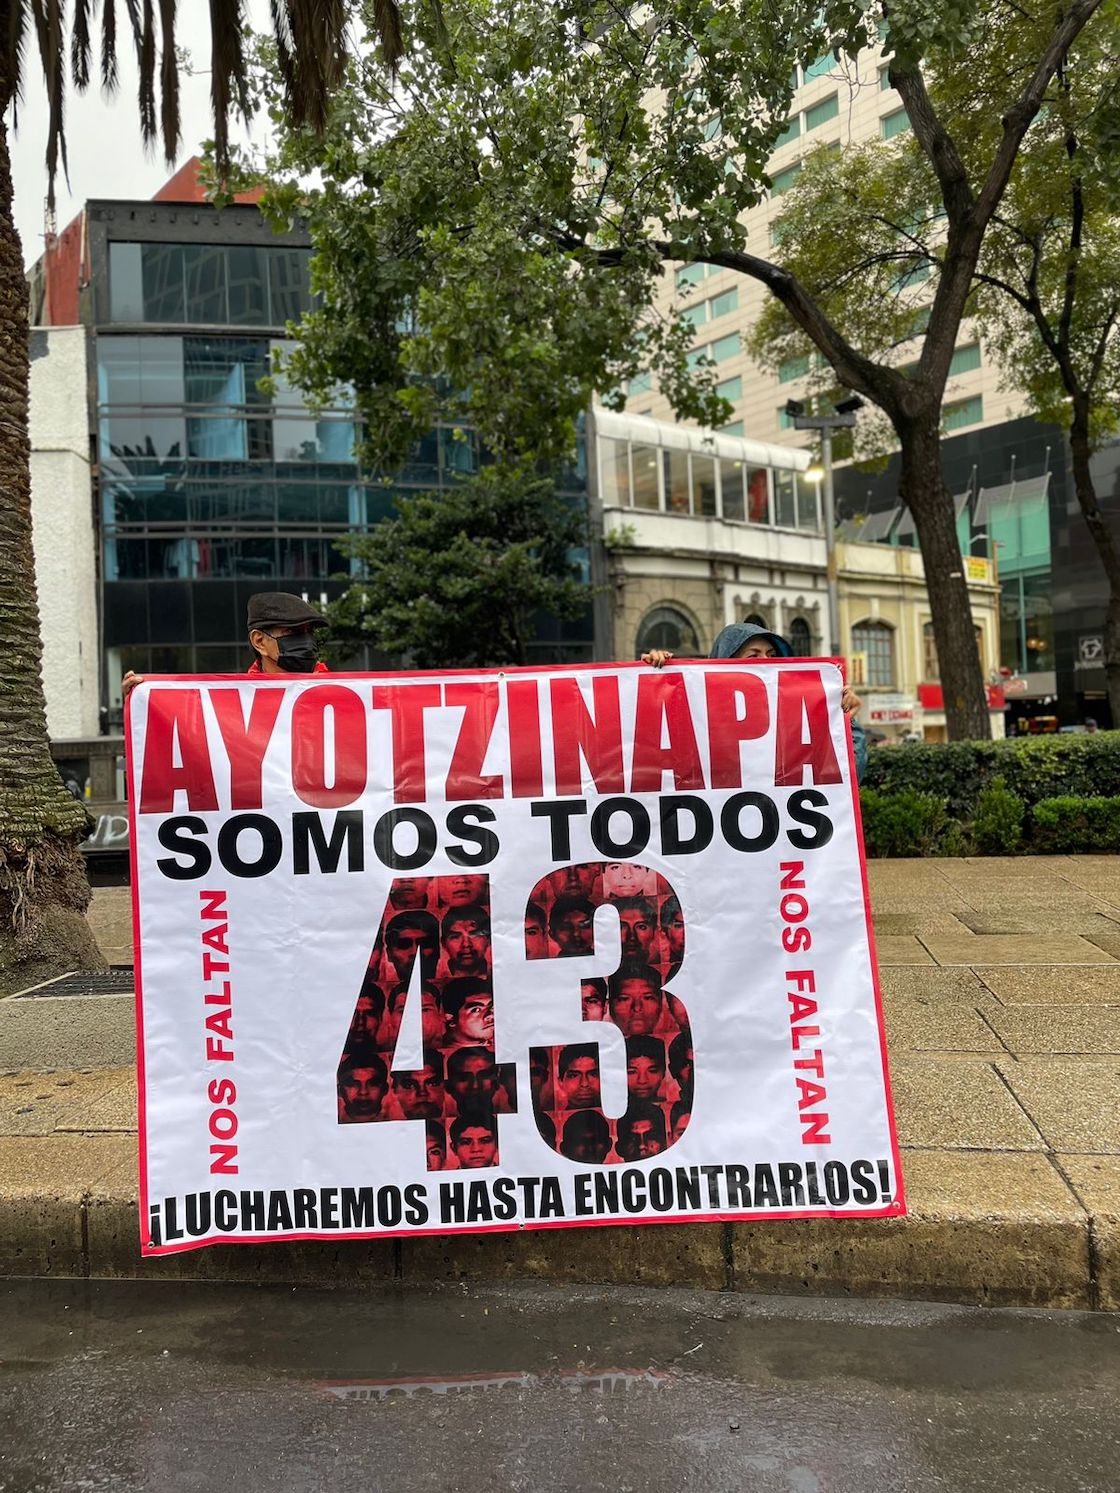 AYOTZINAPA
SOMOS TODOS
43
NOS FALTAN
NOS FALTAN
¡LUCHAREMOS HASTA ENCONTRARLOS!